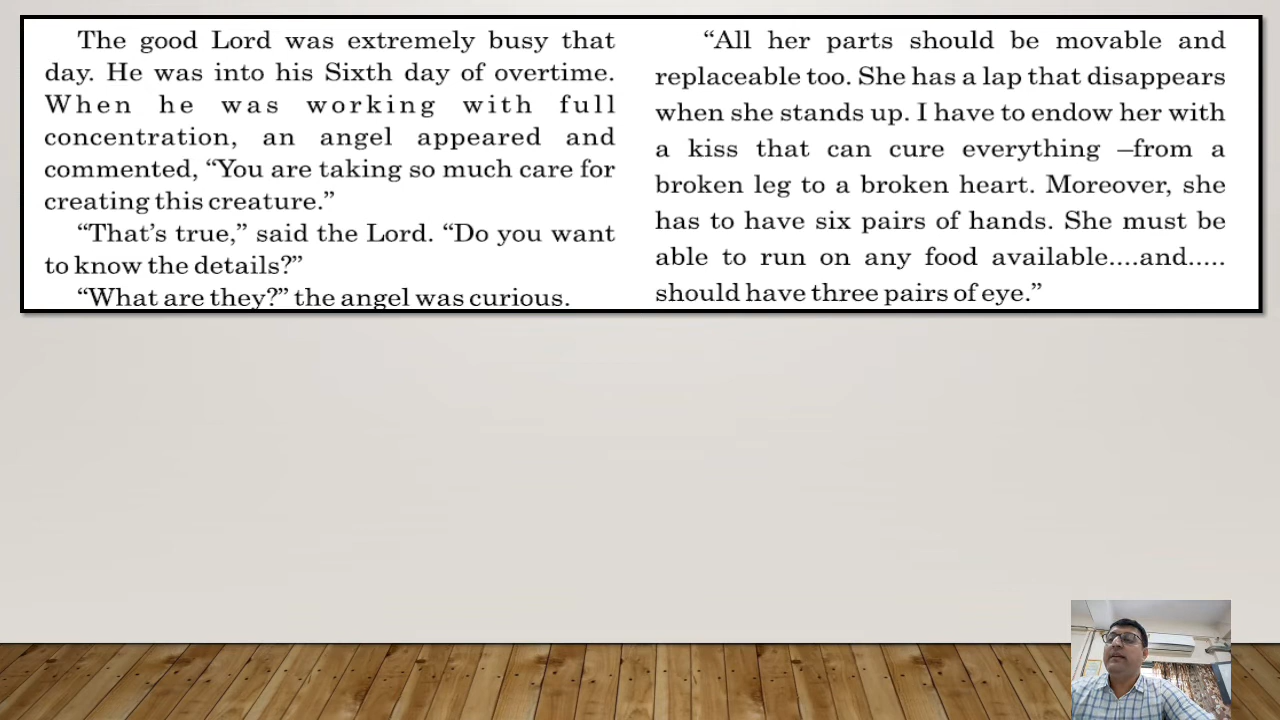 The good Lord was extremely busy that
day. He was into his Sixth day of overtime.
When he was working with full
concentration, an angel appeared and
commented, “You are taking so much care for
creating this creature.”
“That’s true,” said the Lord. “Do you want
to know the details?”
“What are they?” the angel was curious.
“All her parts should be movable and
replaceable too. She has a lap that disappears
when she stands up. I have to endow her with
a kiss that can cure everything –from a
broken leg to a broken heart. Moreover, she
has to have six pairs of hands. She must be
able to run on any food available....and.....
should have three pairs of eye.”